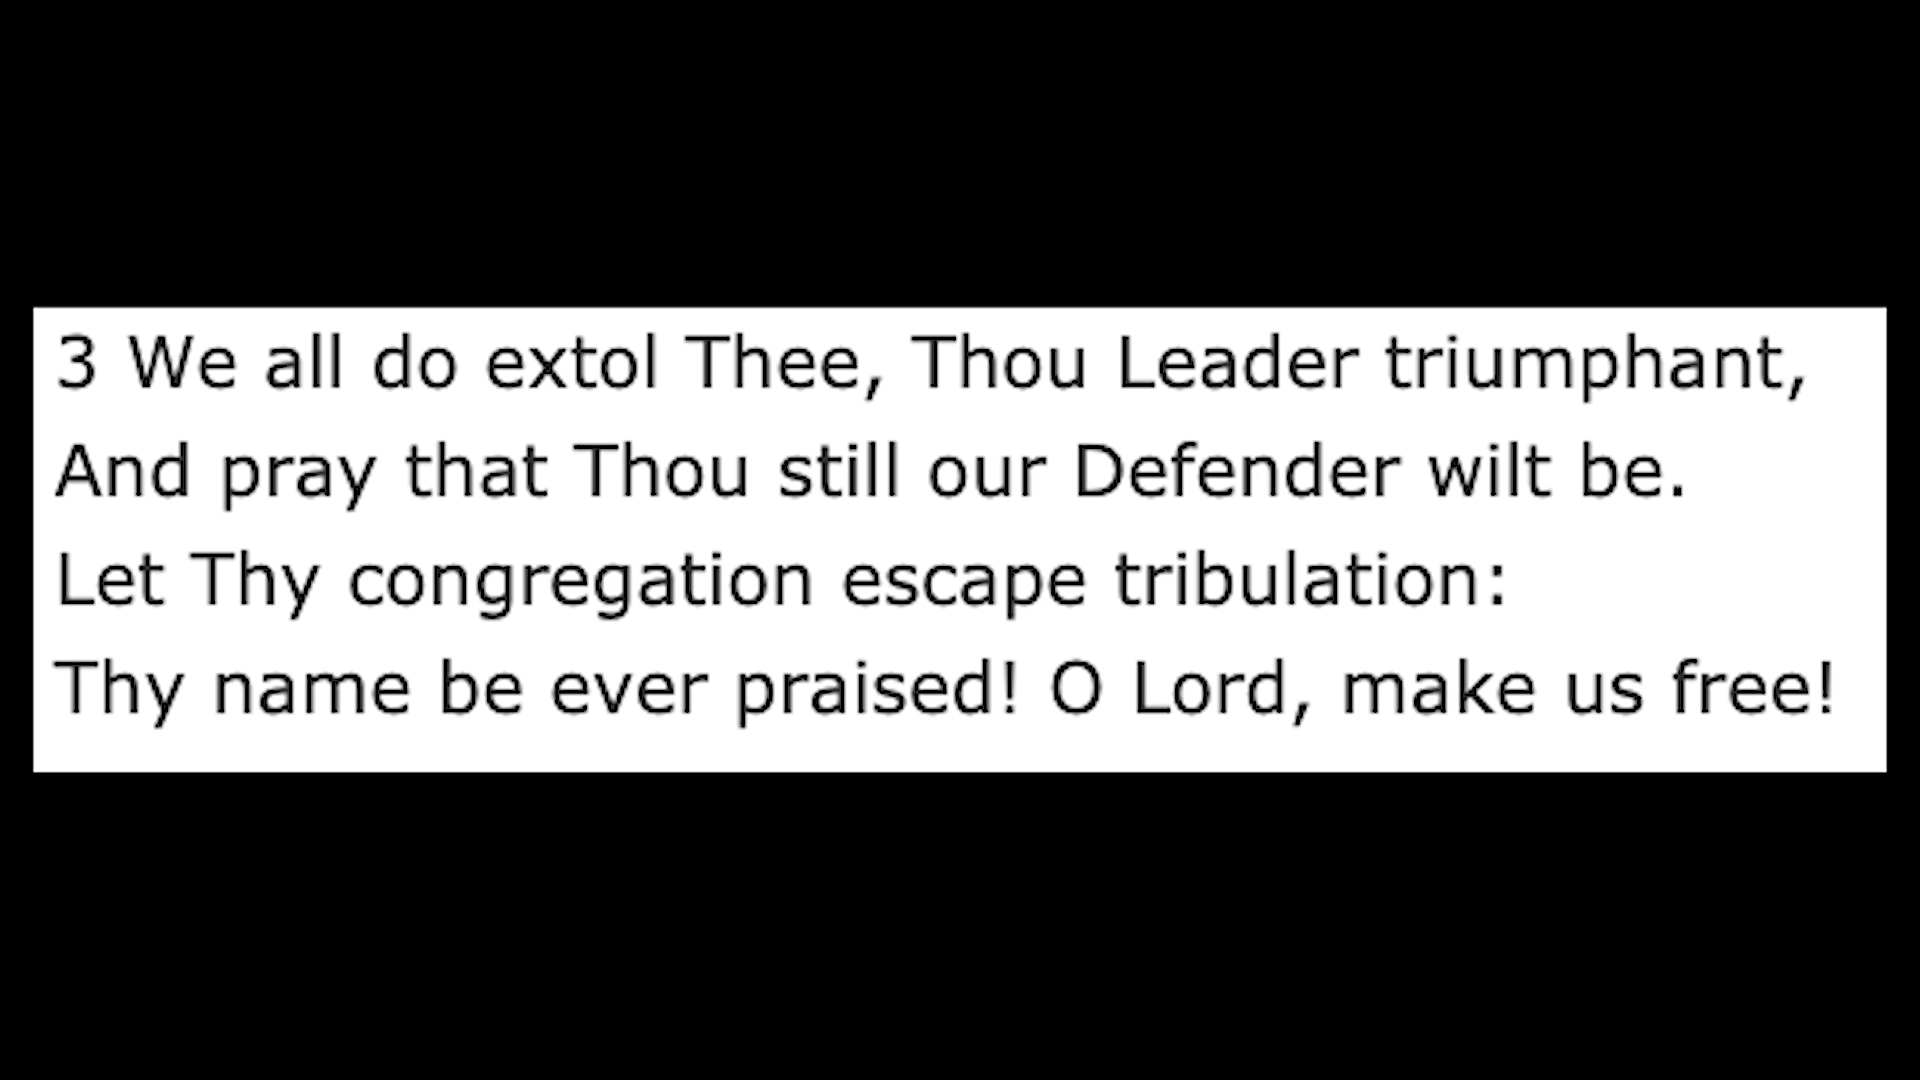 3 We all do extol Thee, Thou Leader triumphant,
And pray that Thou still our Defender wilt be.
Let Thy congregation escape tribulation:
Thy name be ever praised! O Lord, make us free!